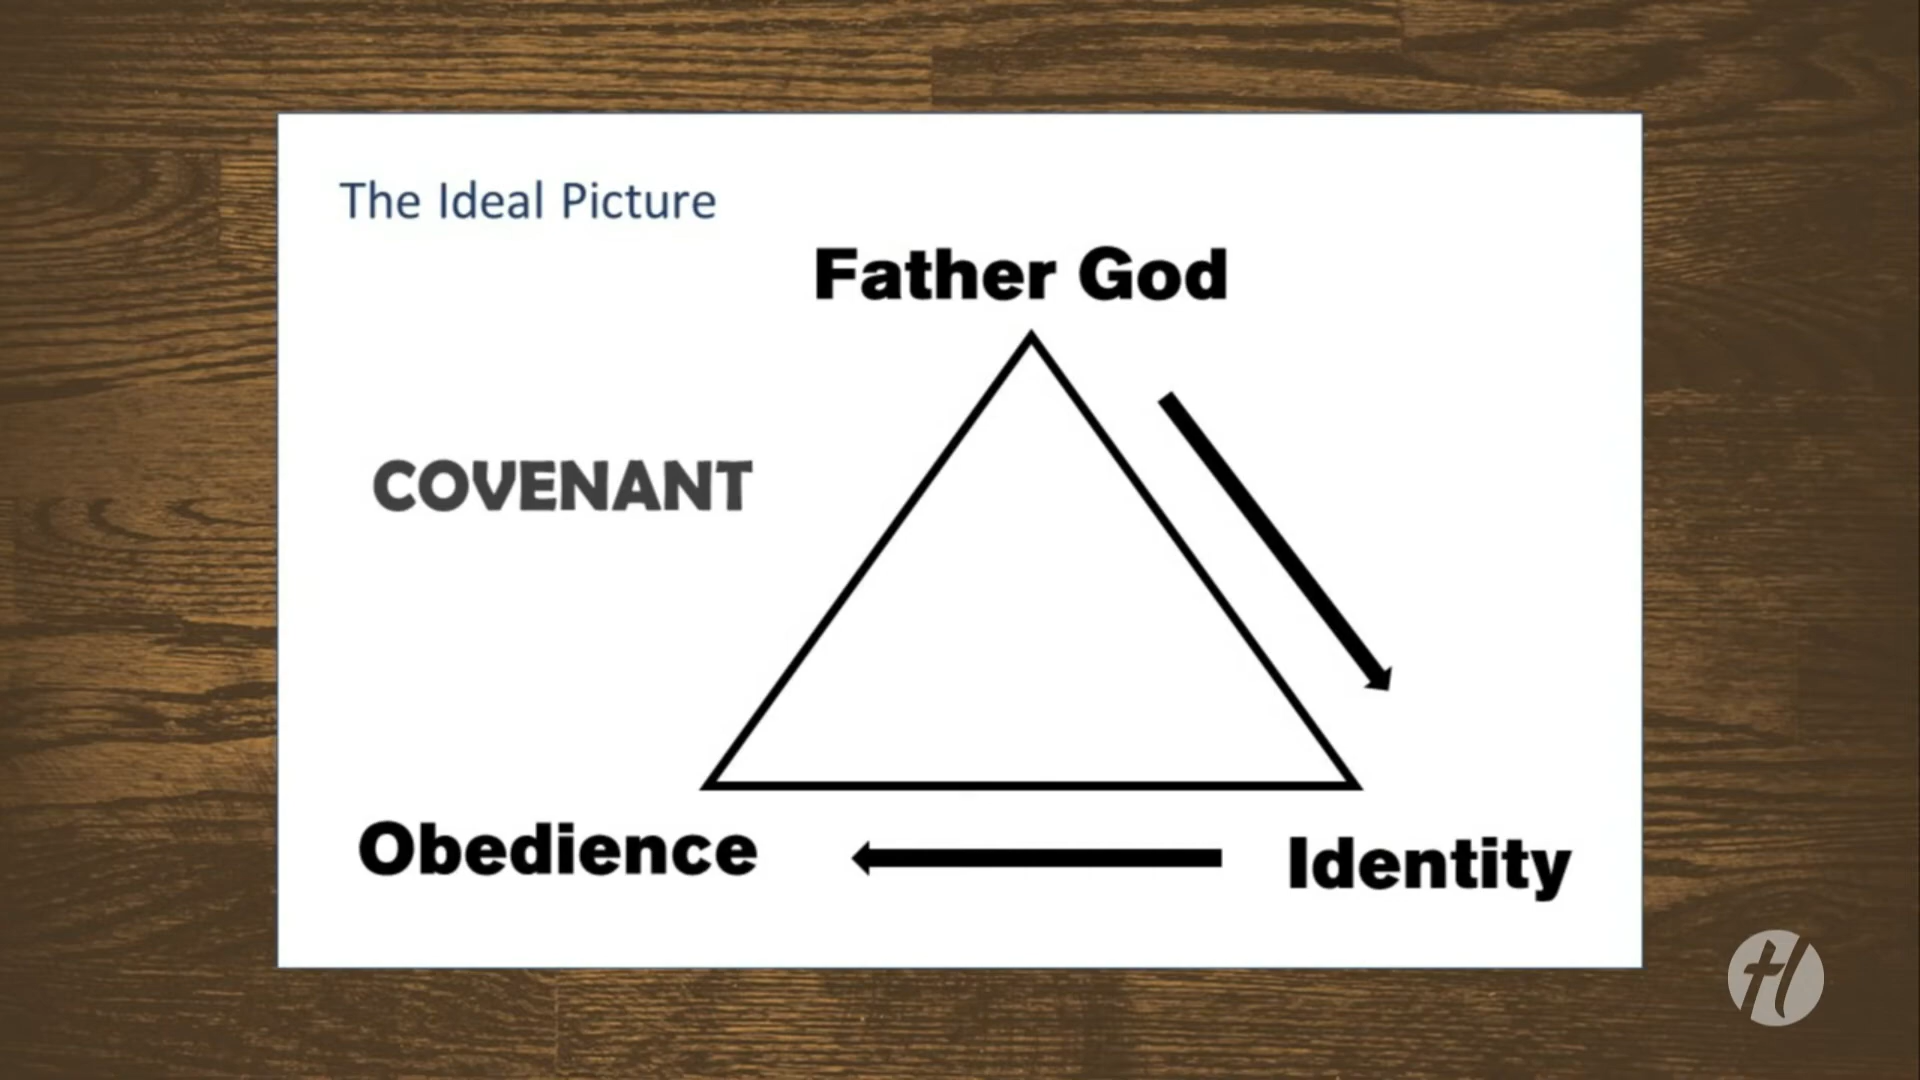 The Ideal Picture
Father God
COVENANT
Obedience
Identity